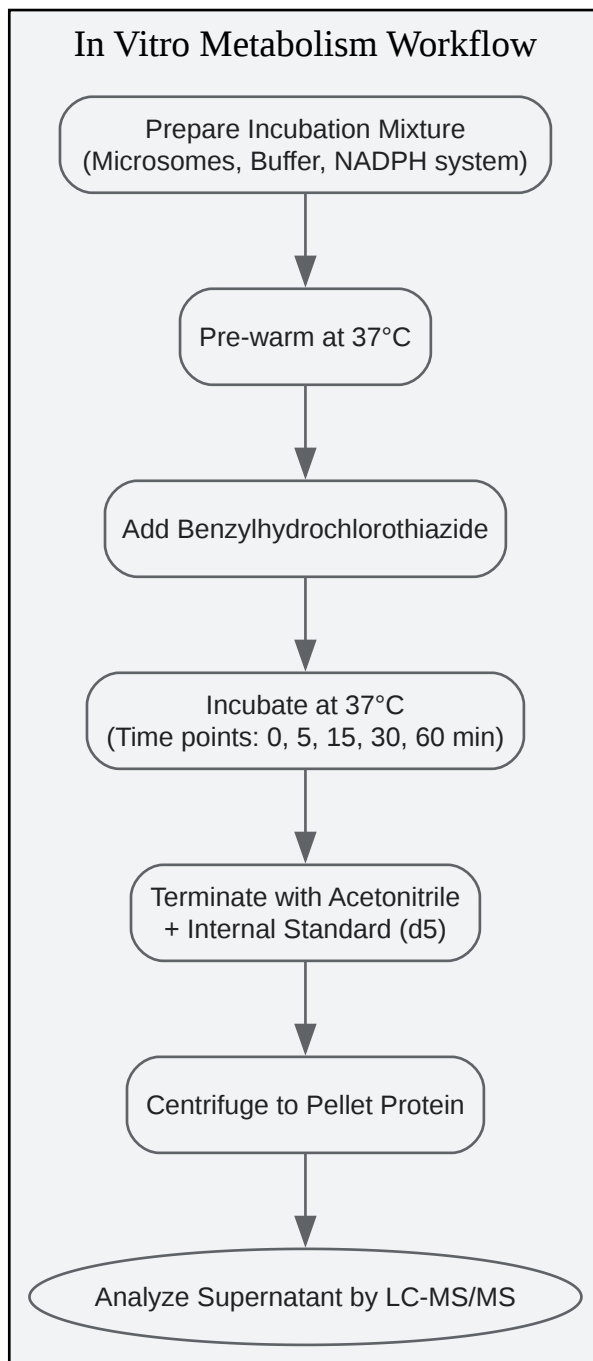 In Vitro Metabolism Workflow
Prepare Incubation Mixture
(Microsomes, Buffer, NADPH system)
Pre-warm at 37°C
Add Benzylhydrochlorothiazide
Incubate at 37°C
(Time points: 0, 5, 15, 30, 60 min)
Terminate with Acetonitrile
+ Internal Standard (d5)
Centrifuge to Pellet Protein
Analyze Supernatant by LC-MS/MS